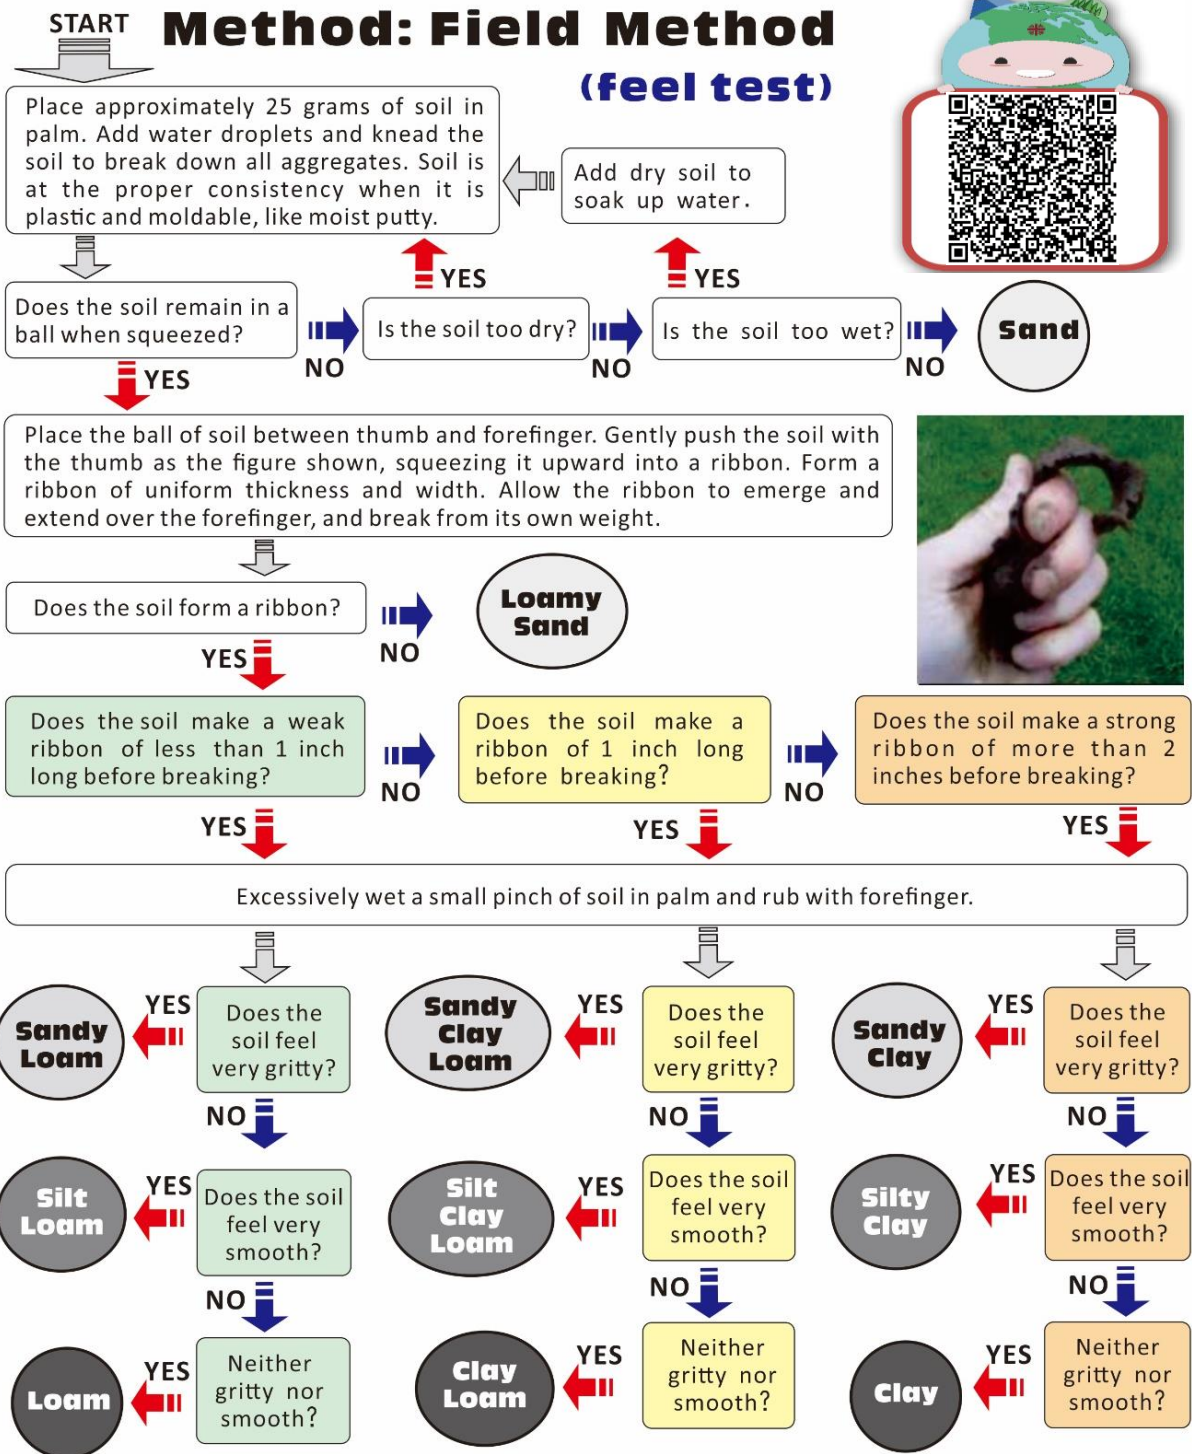 START
Method: Field Method
(feel test)
Place approximately 25 grams of soil in
palm. Add water droplets and knead the
soil to break down all aggregates. Soil is
at the proper consistency when it is
plastic and moldable, like moist putty.
Add dry soil to
soak up water.
YES
YES
Does the soil remain in a
ball when squeezed?
NO
Is the soil too dry?
NO
Is the soil too wet?
NO
Sand
YES
Place the ball of soil between thumb and forefinger. Gently push the soil with
the thumb as the figure shown, squeezing it upward into a ribbon. Form a
ribbon of uniform thickness and width. Allow the ribbon to emerge and
extend over the forefinger, and break from its own weight.
Does the soil form a ribbon?
NO
Loamy
Sand
YES
Does the soil make a weak
ribbon of less than 1 inch
long before breaking?
NO
Does the soil make a
ribbon of 1 inch long
before breaking?
NO
Does the soil make a strong
ribbon of more than 2
inches before breaking?
YES
YES
YES
Excessively wet a small pinch of soil in palm and rub with forefinger.
Sandy
Loam
YES
Does the
soil feel
very gritty?
Sandy
Clay
Loam
YES
Does the
soil feel
very gritty?
Sandy
Clay
YES
Does the
soil feel
very gritty?
NO
NO
NO
Silt
Loam
YES
Does the soil
feel very
smooth?
Silt
Clay
Loam
YES
Does the soil
feel very
smooth?
Silty
Clay
YES
Does the soil
feel very
smooth?
NO
NO
NO
Loam
YES
Neither
gritty nor
smooth?
Clay
Loam
YES
Neither
gritty nor
smooth?
Clay
YES
Neither
gritty nor
smooth?